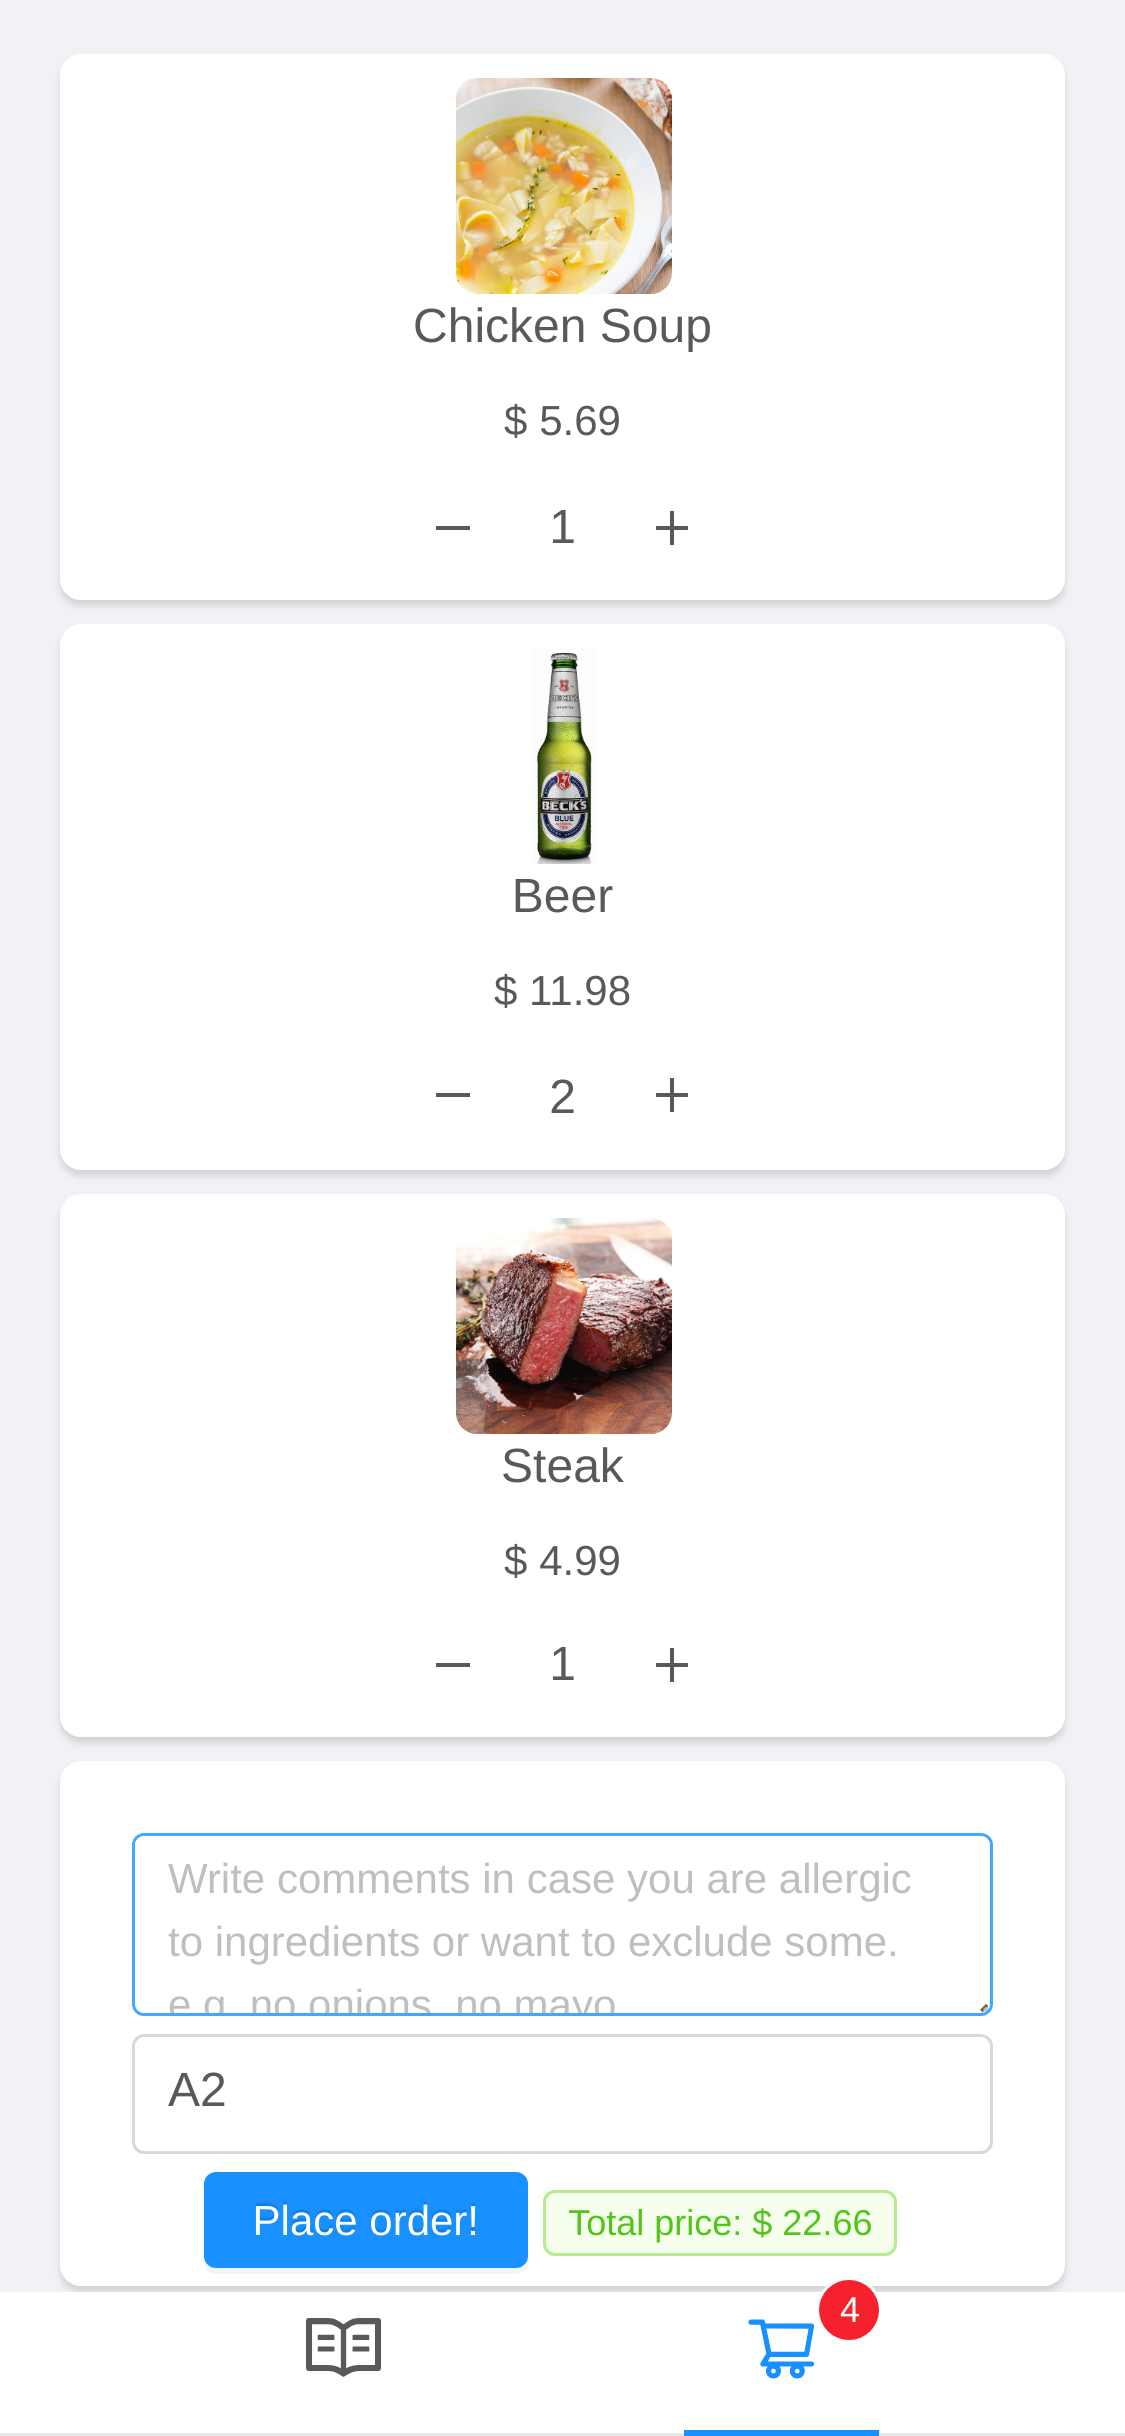 Chicken Soup
$ 5.69
1
BECK'S
BLUE
Beer
$ 11.98
2
Steak
$ 4.99
1
Write comments in case you are allergic
to ingredients or want to exclude some.
e.g. no onions, no mayo
A2
Place order!
Total price: $ 22.66
4